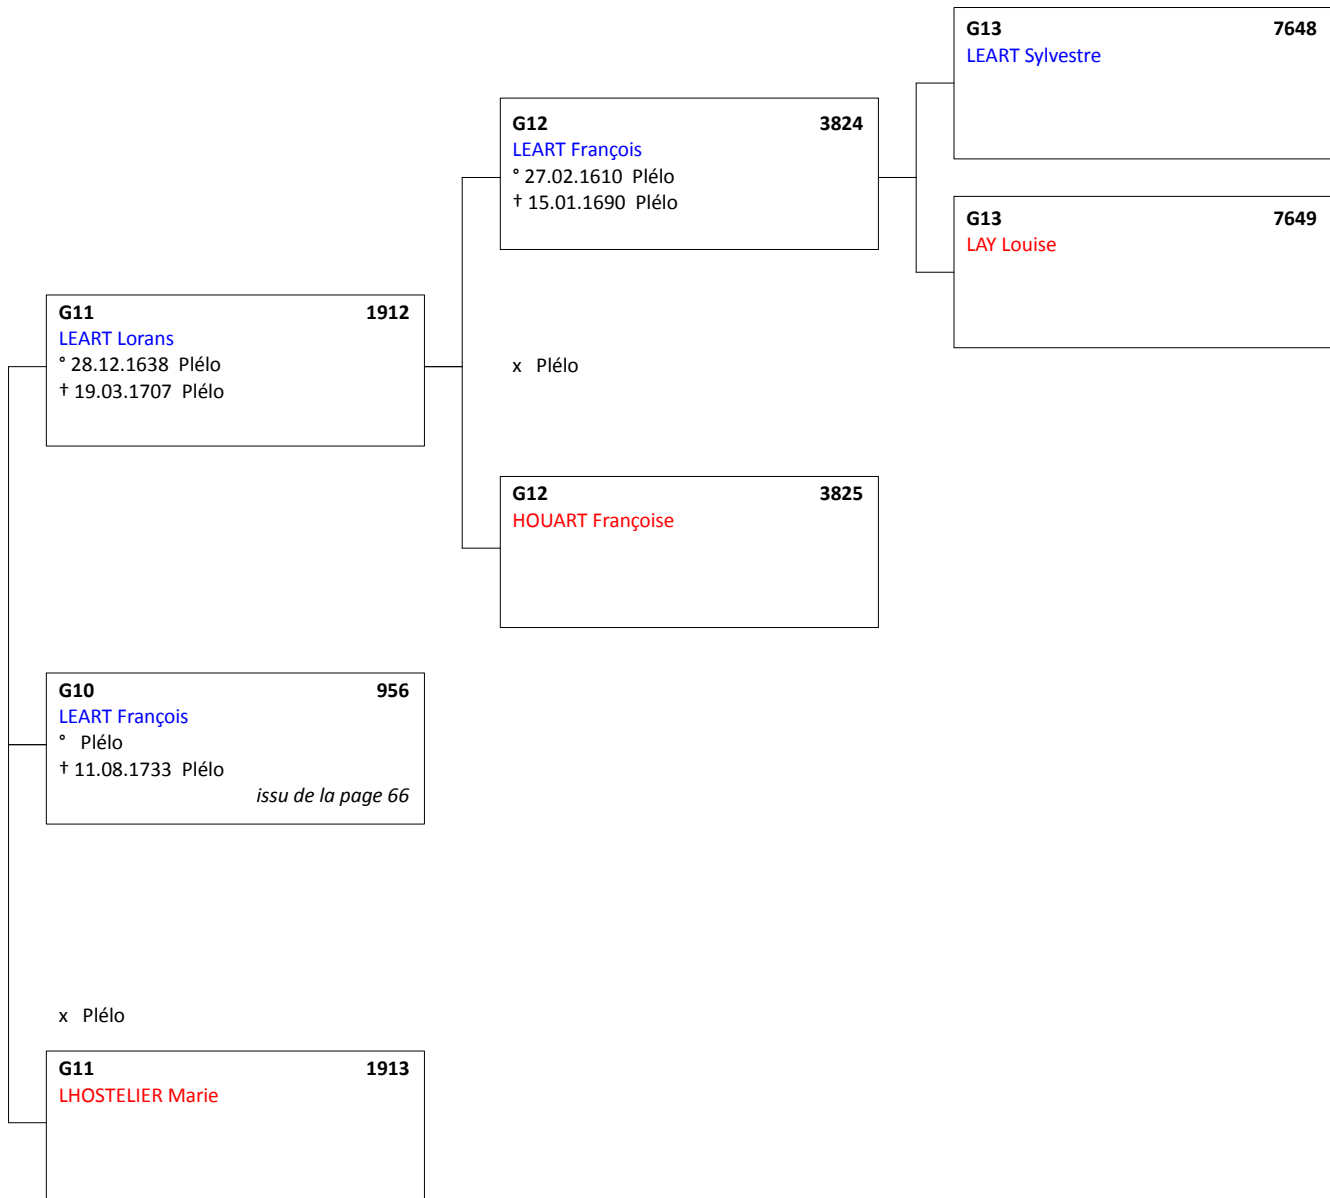 G13 7648
LEART Sylvestre
G12 3824
LEART François
° 27.02.1610 Plélo
† 15.01.1690 Plélo
G13 7649
LAY Louise
G11 1912
LEART Lorans
° 28.12.1638 Plélo
† 19.03.1707 Plélo
x Plélo
G12 3825
HOUART Françoise
G10 956
LEART François
° Plélo
† 11.08.1733 Plélo
issu de la page 66
x Plélo
G11 1913
LHOSTELIER Marie